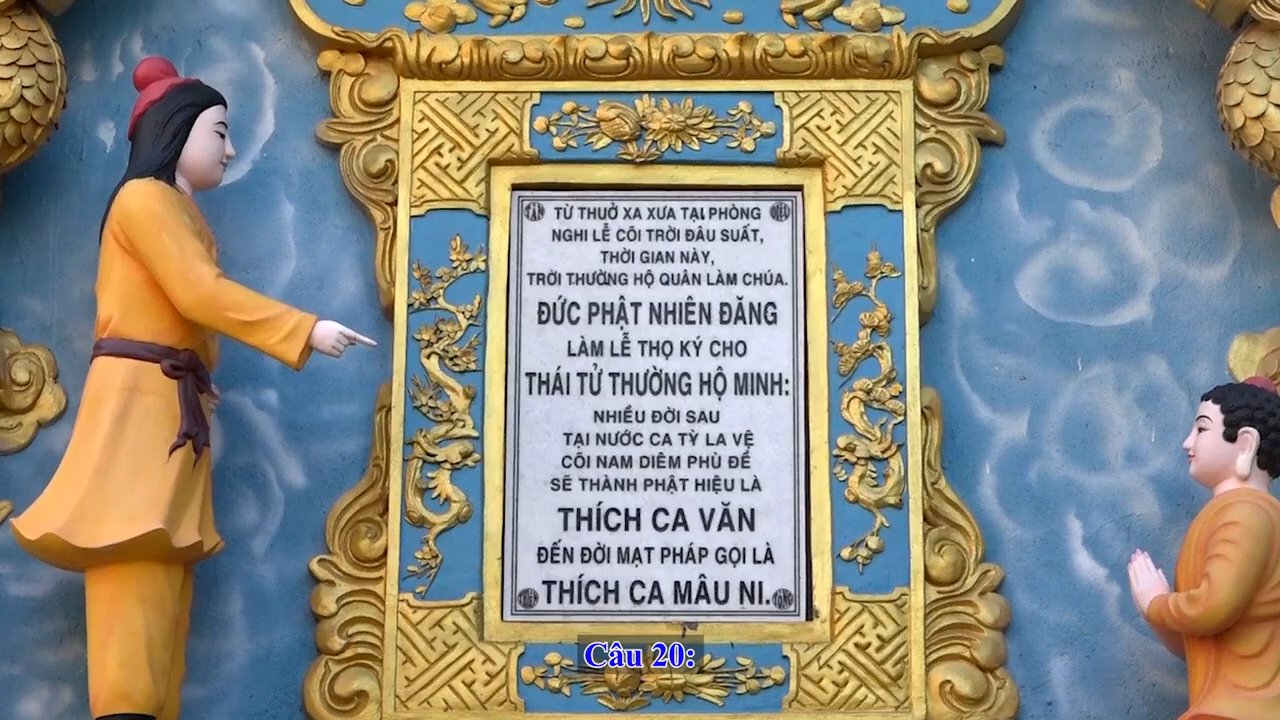 TỪ THUỞ XA XƯA TẠI PHÒNG
NGHI LỄ CÕI TRỜI ĐÂU SUẤT,
THỜI GIAN NÀY,
TRỜI THƯỜNG HỘ QUÂN LÀM CHÚA.
ĐỨC PHẬT NHIÊN ĐĂNG
LÀM LỄ THỌ KÝ CHO
THÁI TỬ THƯỜNG HỘ MINH:
NHIỀU ĐỜI SAU
TẠI NƯỚC CA TỲ LA VỆ
CÕI NAM DIÊM PHÙ ĐỀ
SẼ THÀNH PHẬT HIỆU LÀ
THÍCH CA VĂN
ĐẾN ĐỜI MẠT PHÁP GỌI LÀ
THÍCH CA MÂU NI.
Câu 20: